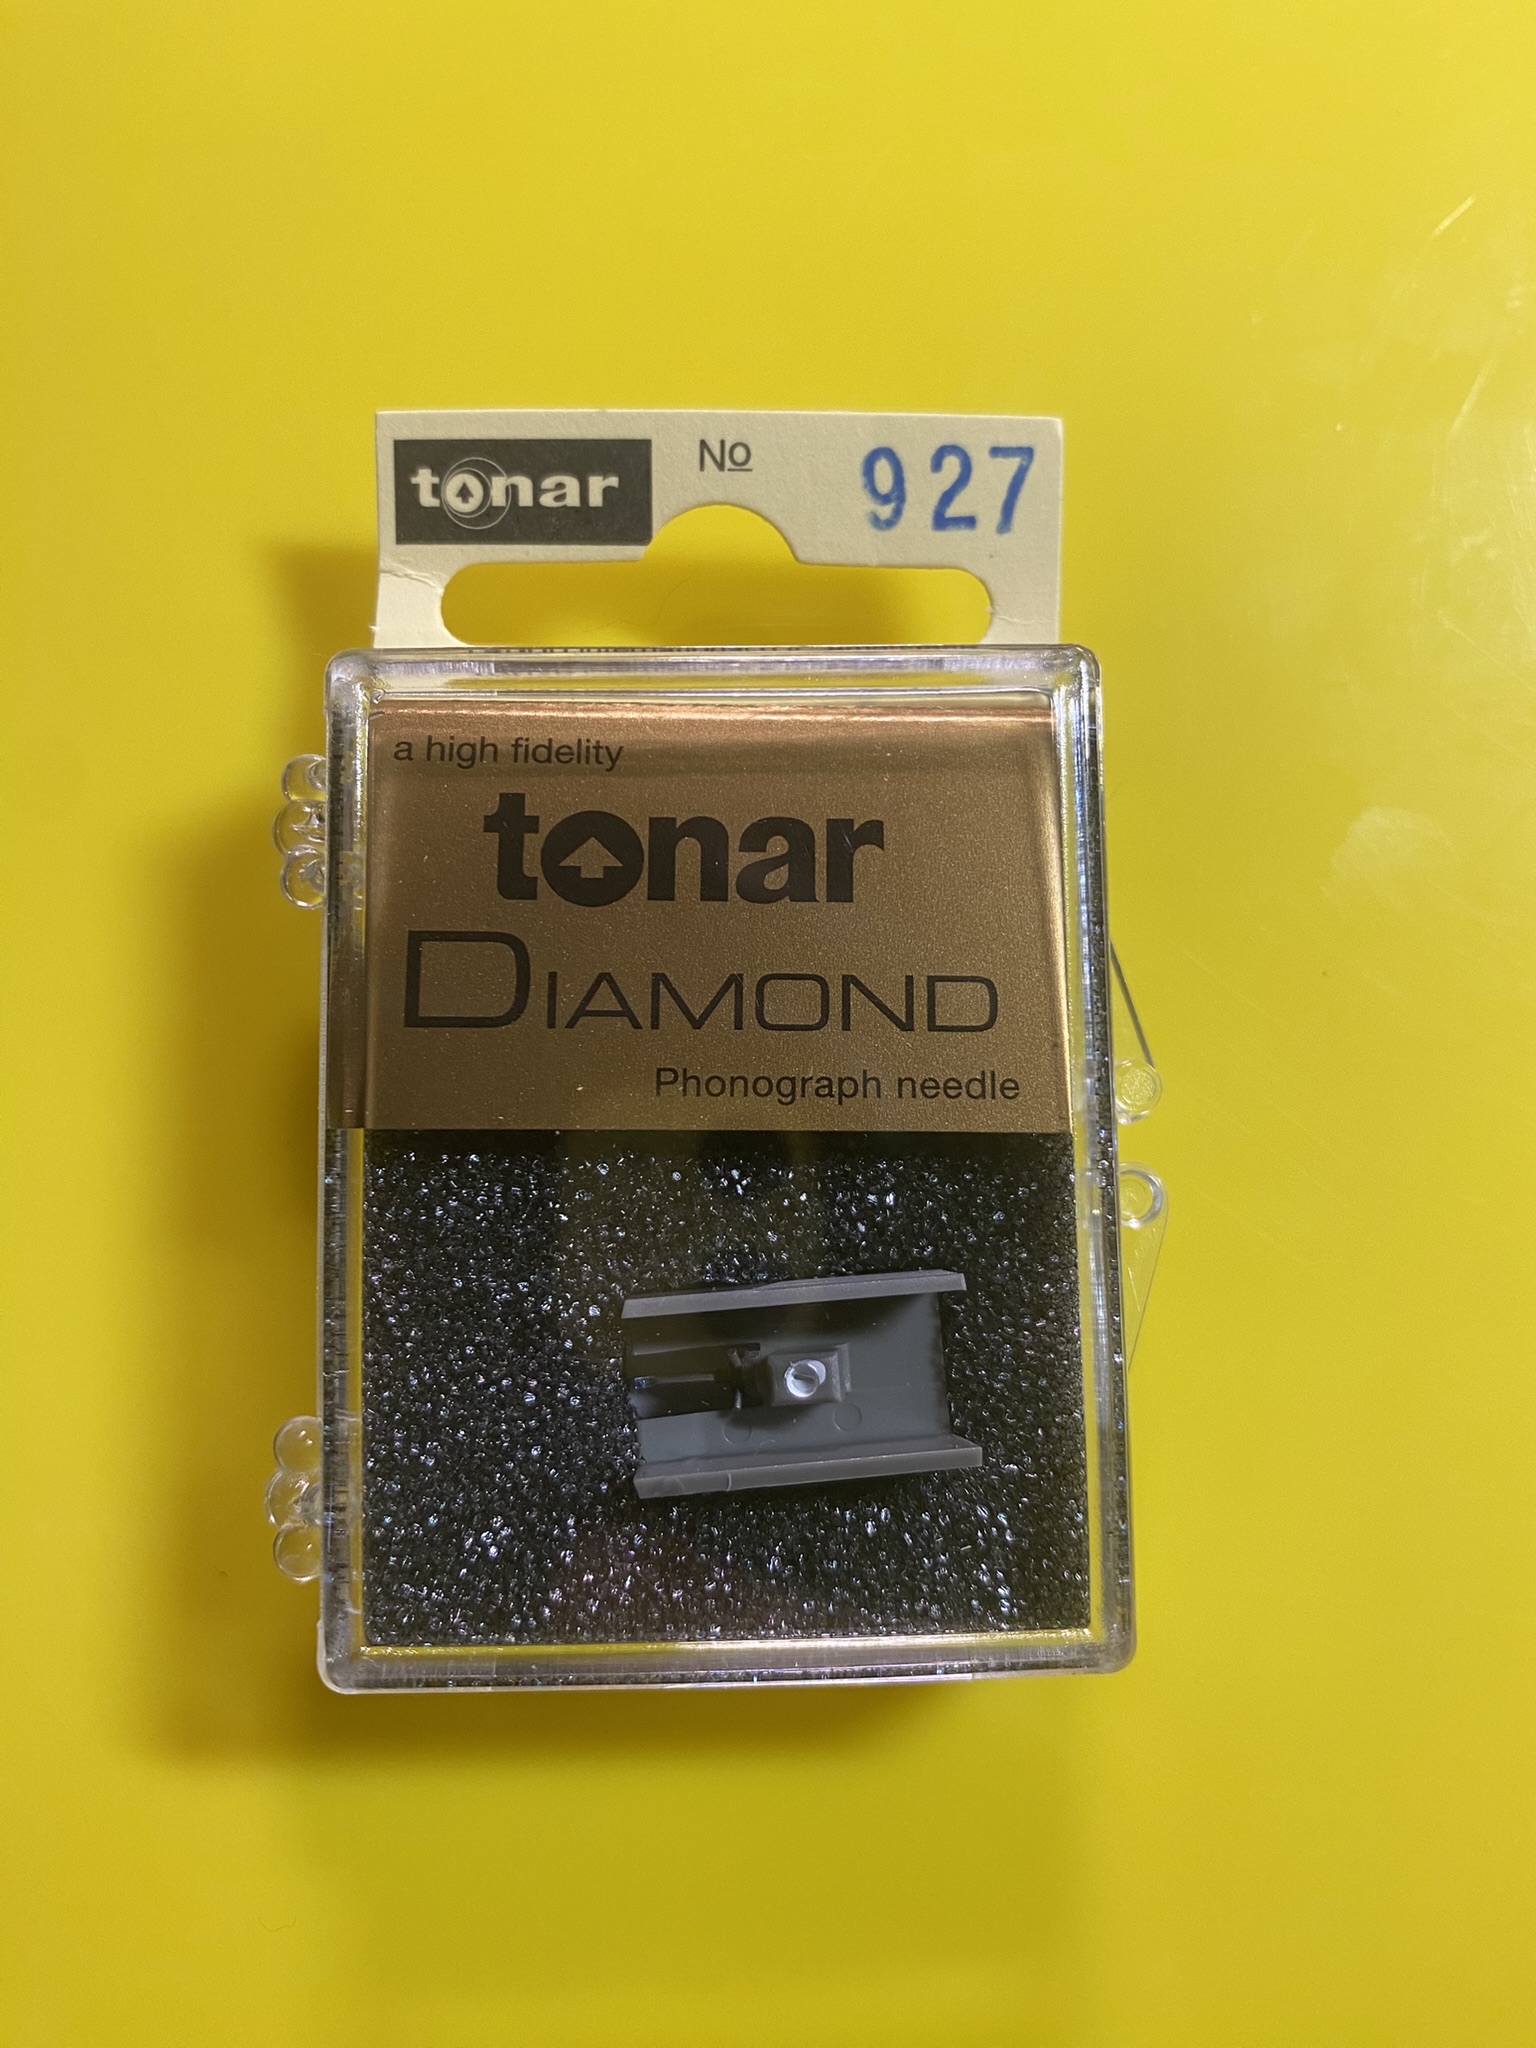 tonar No 927
a high fidelity
tonar
DIAMOND
Phonograph needle